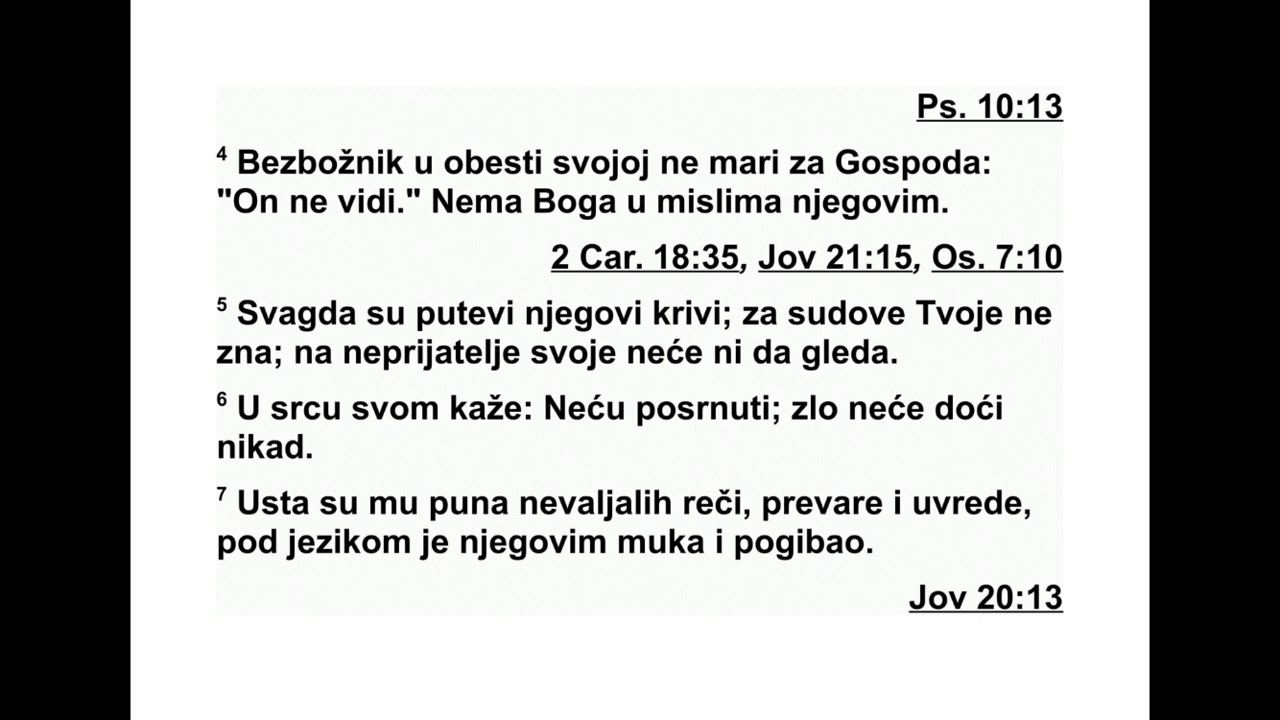 Ps. 10:13
4 Bezbožnik u obesti svojoj ne mari za Gospoda:
"On ne vidi." Nema Boga u mislima njegovim.
2 Car. 18:35, Jov 21:15, Os. 7:10
5 Svagda su putevi njegovi krivi; za sudove Tvoje ne
zna; na neprijatelje svoje neće ni da gleda.
6 U srcu svom kaže: Neću posrnuti; zlo neće doći
nikad.
7 Usta su mu puna nevaljalih reči, prevare i uvrede,
pod jezikom je njegovim muka i pogibao.
Jov 20:13